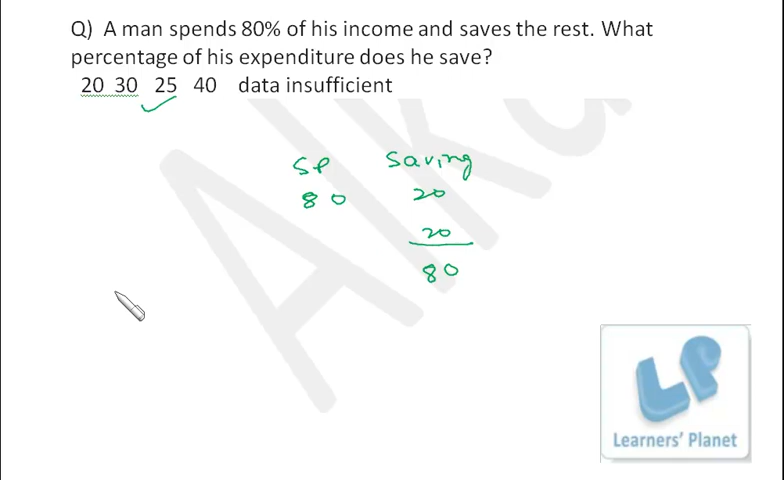 Q) A man spends 80% of his income and saves the rest. What
percentage of his expenditure does he save?
20 30 25 40 data insufficient
SP Saving
80 20
20
80
LP
Learners' Planet